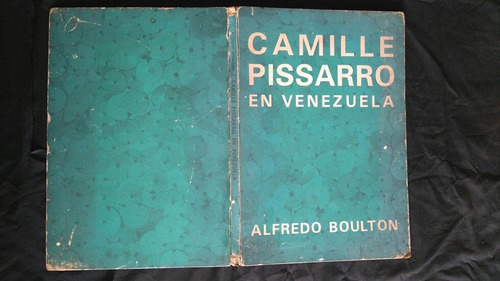 CAMILLE
PISSARRO
EN VENEZUELA
ALFREDO BOULTON